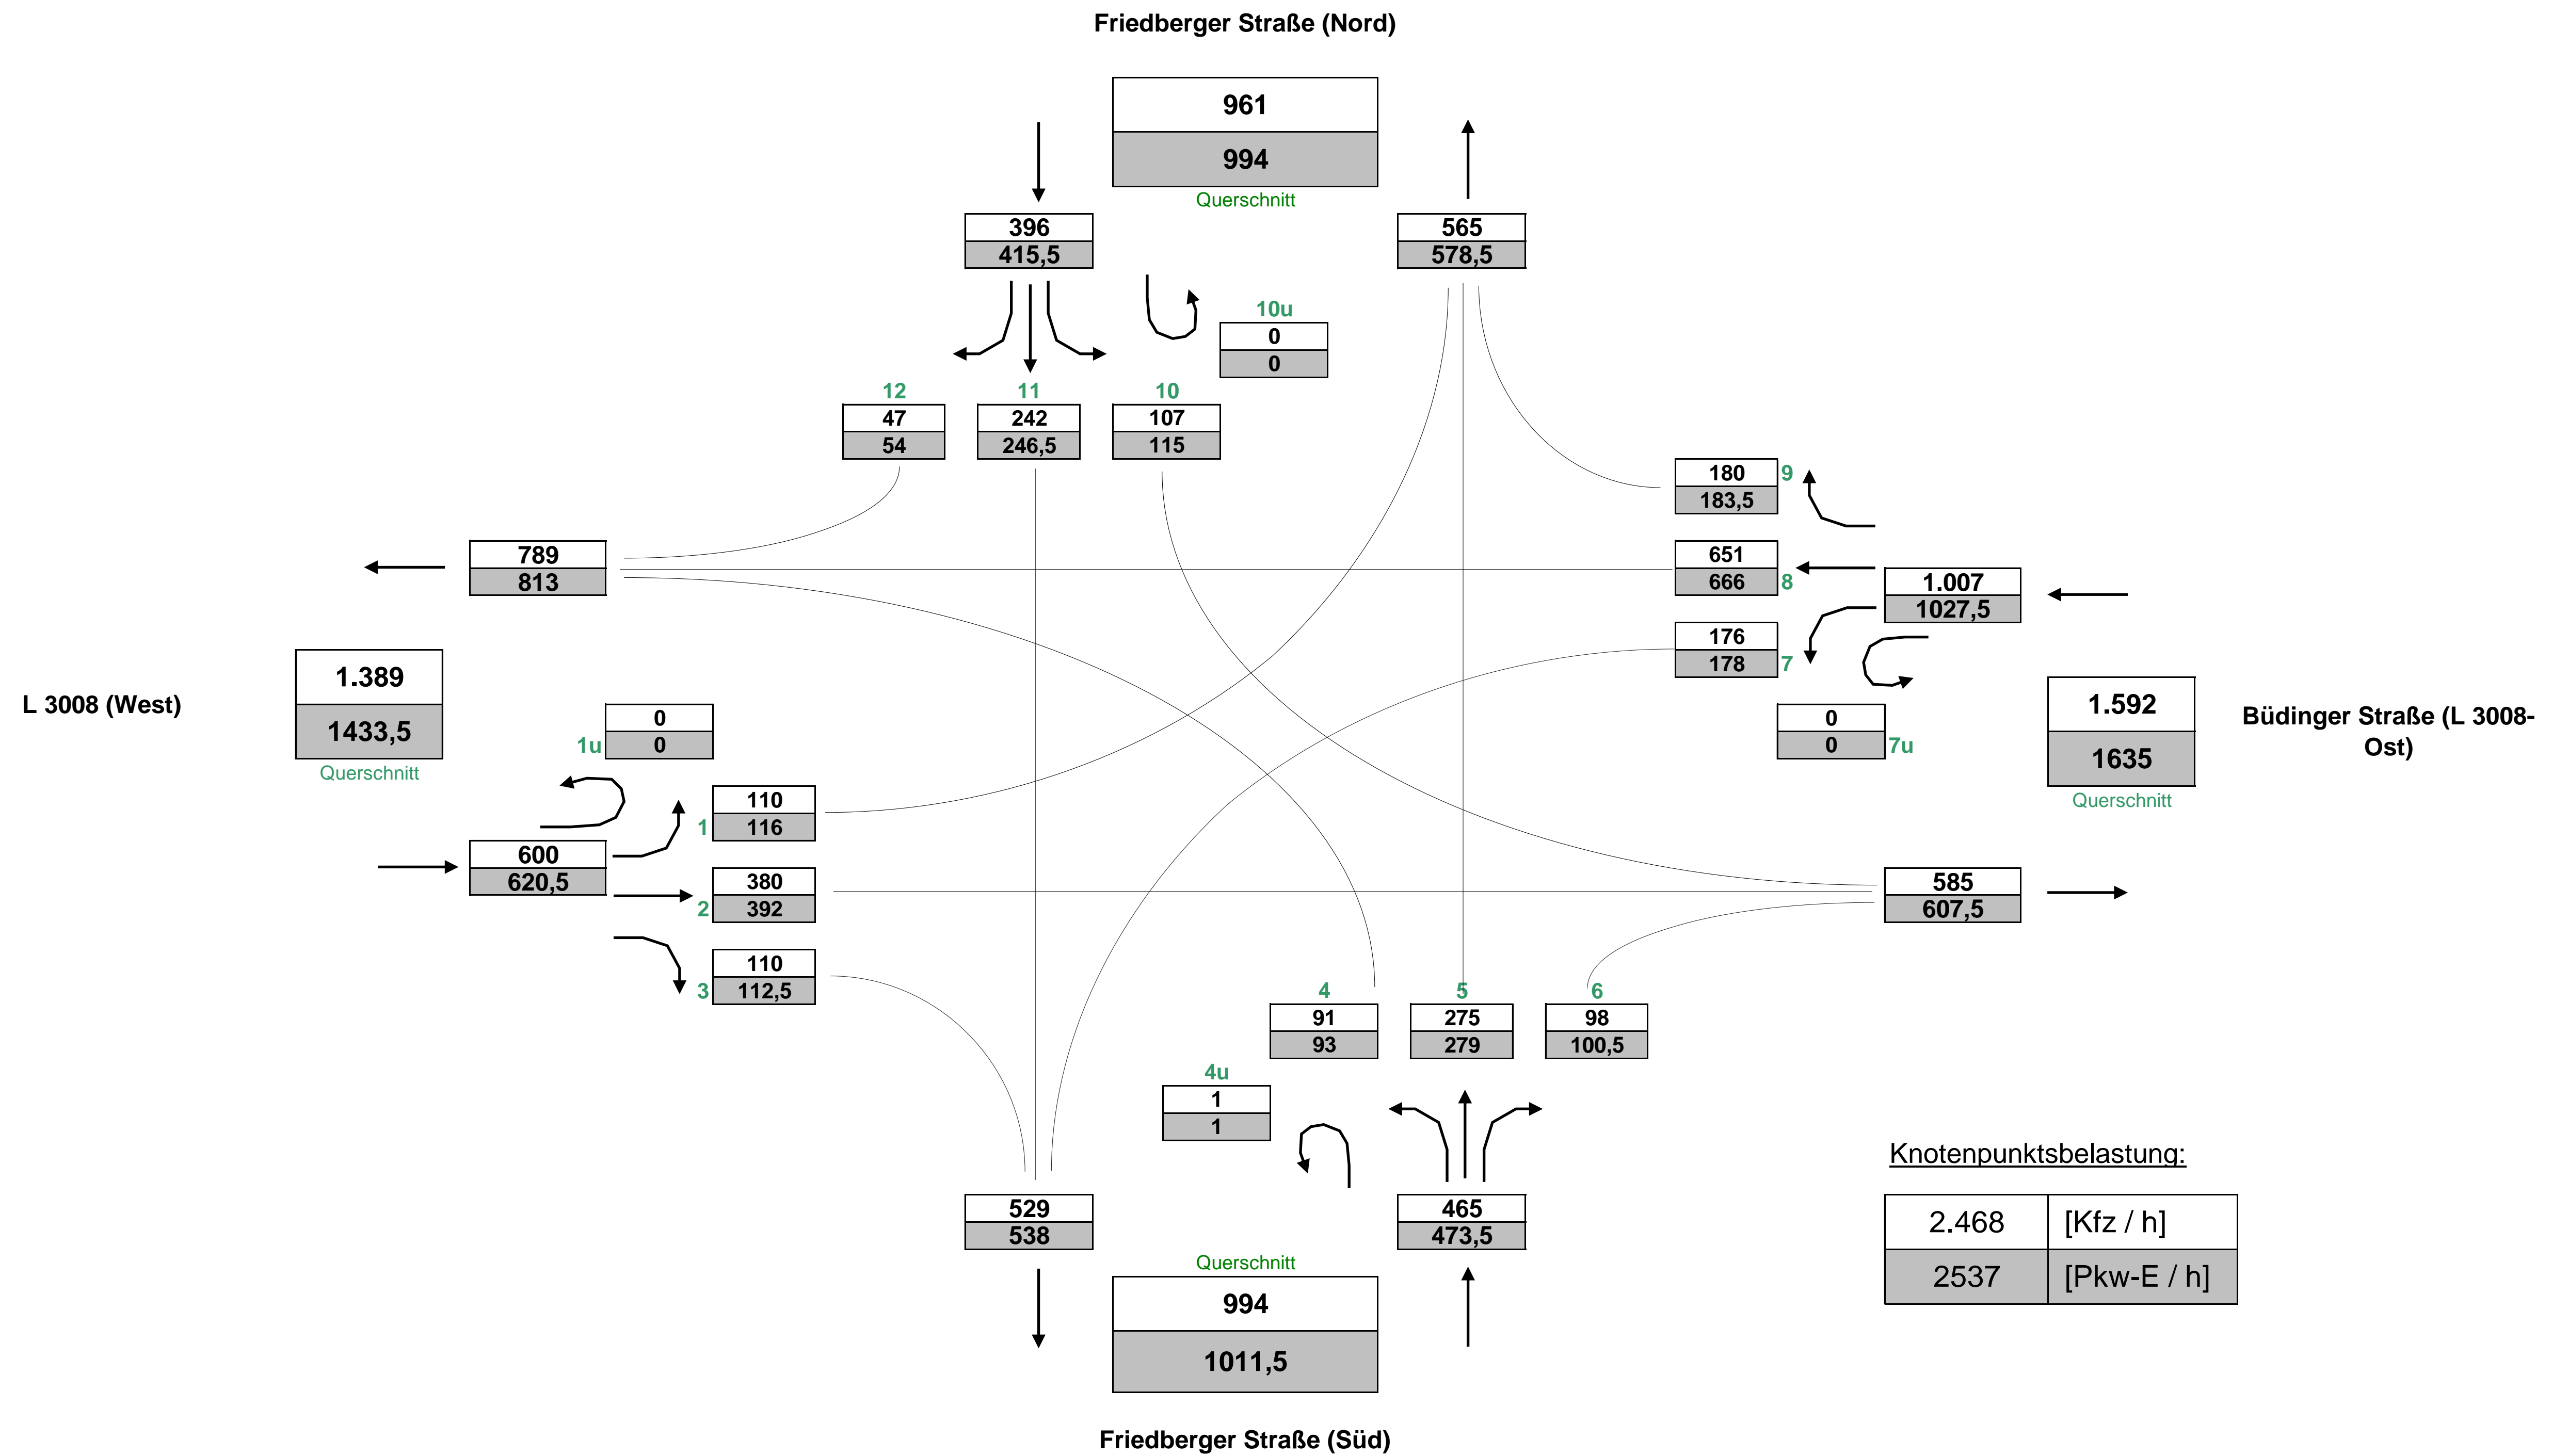 Friedberger Straße (Nord)
961
994
Querschnitt
396
415,5
565
578,5
10u
0
0
12 11 10
47 242 107
54 246,5 115
180 9
183,5
789
813
651
666 8
1.007
1027,5
176
178 7
L 3008 (West)
1.389
1433,5
Querschnitt
0
1u 0
0
0 7u
1.592
1635
Querschnitt
Büdinger Straße (L 3008-
Ost)
110
1 116
600
620,5
380
2 392
585
607,5
110
3 112,5
4 5 6
91 275 98
93 279 100,5
4u
1
1
529
538
465
473,5
Querschnitt
994
1011,5
Knotenpunktsbelastung:
2.468 [Kfz / h]
2537 [Pkw-E / h]
Friedberger Straße (Süd)